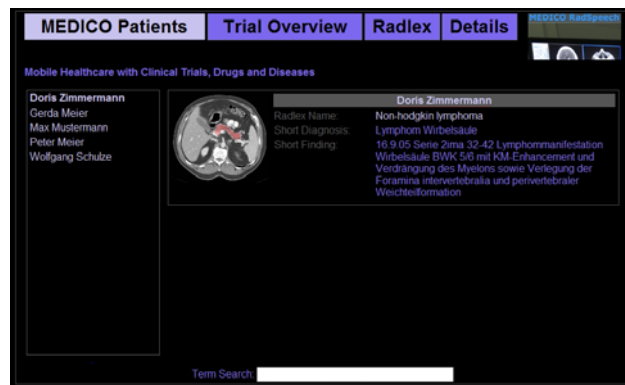 MEDICO Patients
Trial Overview
Radlex
Details
MEDICO RadSpeech
Mobile Healthcare with Clinical Trials, Drugs and Diseases
Doris Zimmermann
Gerda Meier
Max Mustermann
Peter Meier
Wolfgang Schulze
Doris Zimmermann
Radlex Name: Non-hodgkin lymphoma
Short Diagnosis: Lymphom Wirbelsäule
Short Finding: 16.9.05 Serie 2ima 32-42 Lymphommanifestation
Wirbelsäule BWK 5/6 mit KM-Enhancement und
Verdrängung des Myelons sowie Verlegung der
Foramina intervertebralia und perivertebraler
Weichteilformation
Term Search: